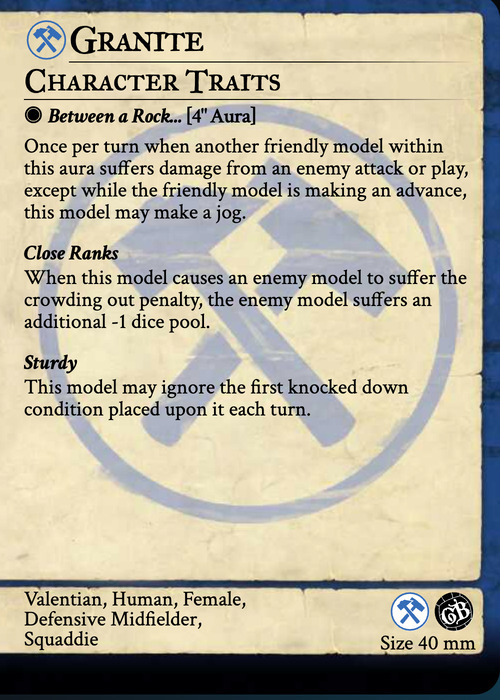 Granite
Character Traits
Between a Rock... [4" Aura]
Once per turn when another friendly model within
this aura suffers damage from an enemy attack or play,
except while the friendly model is making an advance,
this model may make a jog.
Close Ranks
When this model causes an enemy model to suffer the
crowding out penalty, the enemy model suffers an
additional -1 dice pool.
Sturdy
This model may ignore the first knocked down
condition placed upon it each turn.
Valentian, Human, Female,
Defensive Midfielder,
Squaddie
GB
Size 40 mm